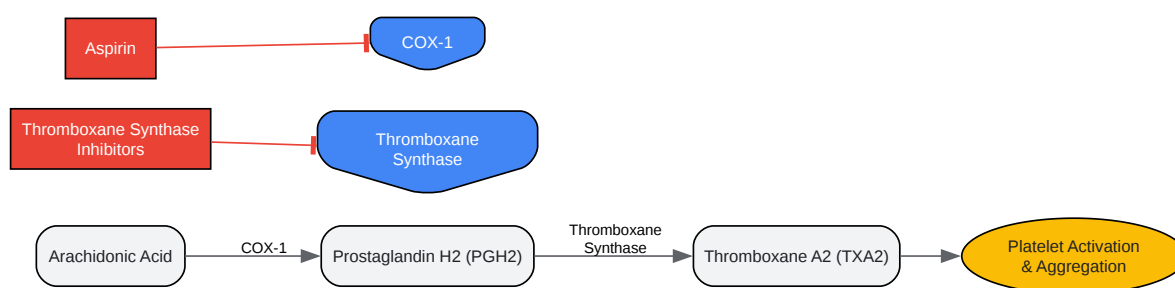 Aspirin
COX-1
Thromboxane Synthase
Inhibitors
Thromboxane
Synthase
Arachidonic Acid
COX-1
Prostaglandin H2 (PGH2)
Thromboxane
Synthase
Thromboxane A2 (TXA2)
Platelet Activation
& Aggregation